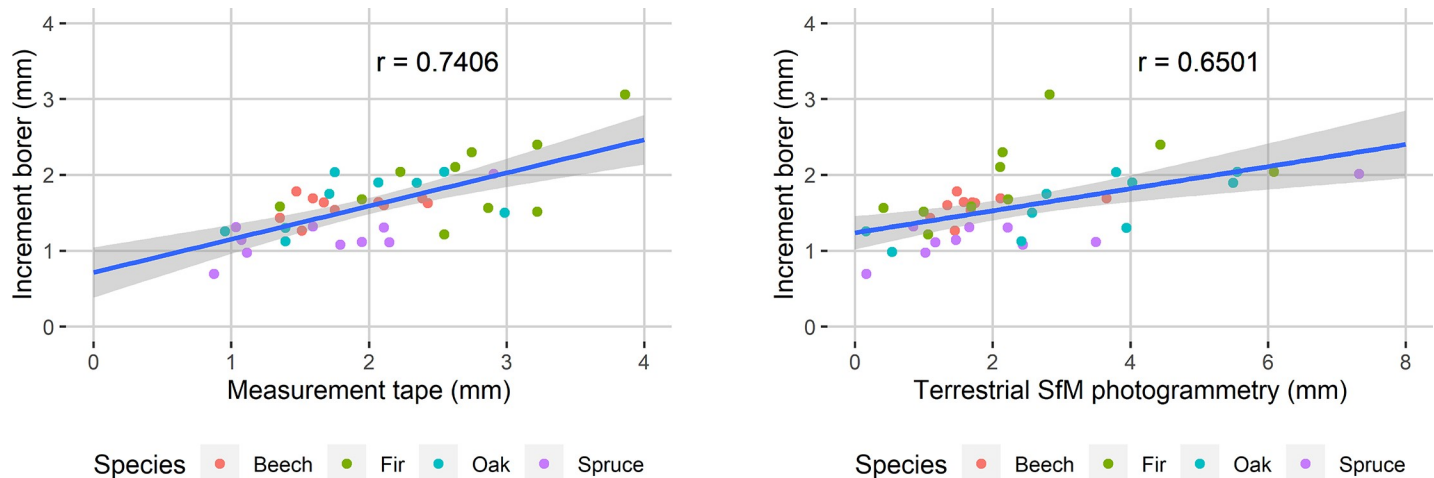 4
3
2
1
0
Increment borer (mm)
r = 0.7406
0 1 2 3 4
Measurement tape (mm)
Species Beech Fir Oak Spruce
4
3
2
1
0
Increment borer (mm)
r = 0.6501
0 2 4 6 8
Terrestrial SfM photogrammetry (mm)
Species Beech Fir Oak Spruce